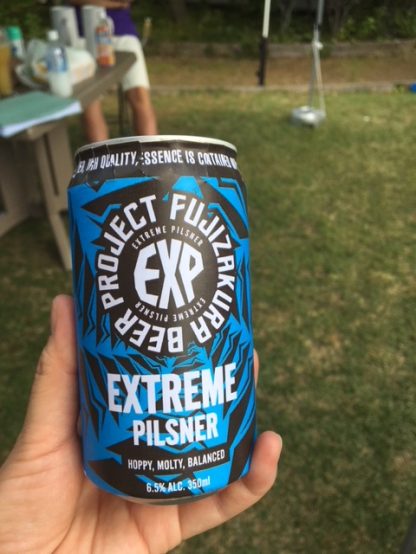 QUALITY, ESSENCE IS CONTAINED
PROJECT FUJIZAKURA BEER
EXTREME PILSNER
EXP
EXTREME PILSNER
EXTREME
PILSNER
HOPPY, MOLTY, BALANCED
6.5% ALC. 350ml